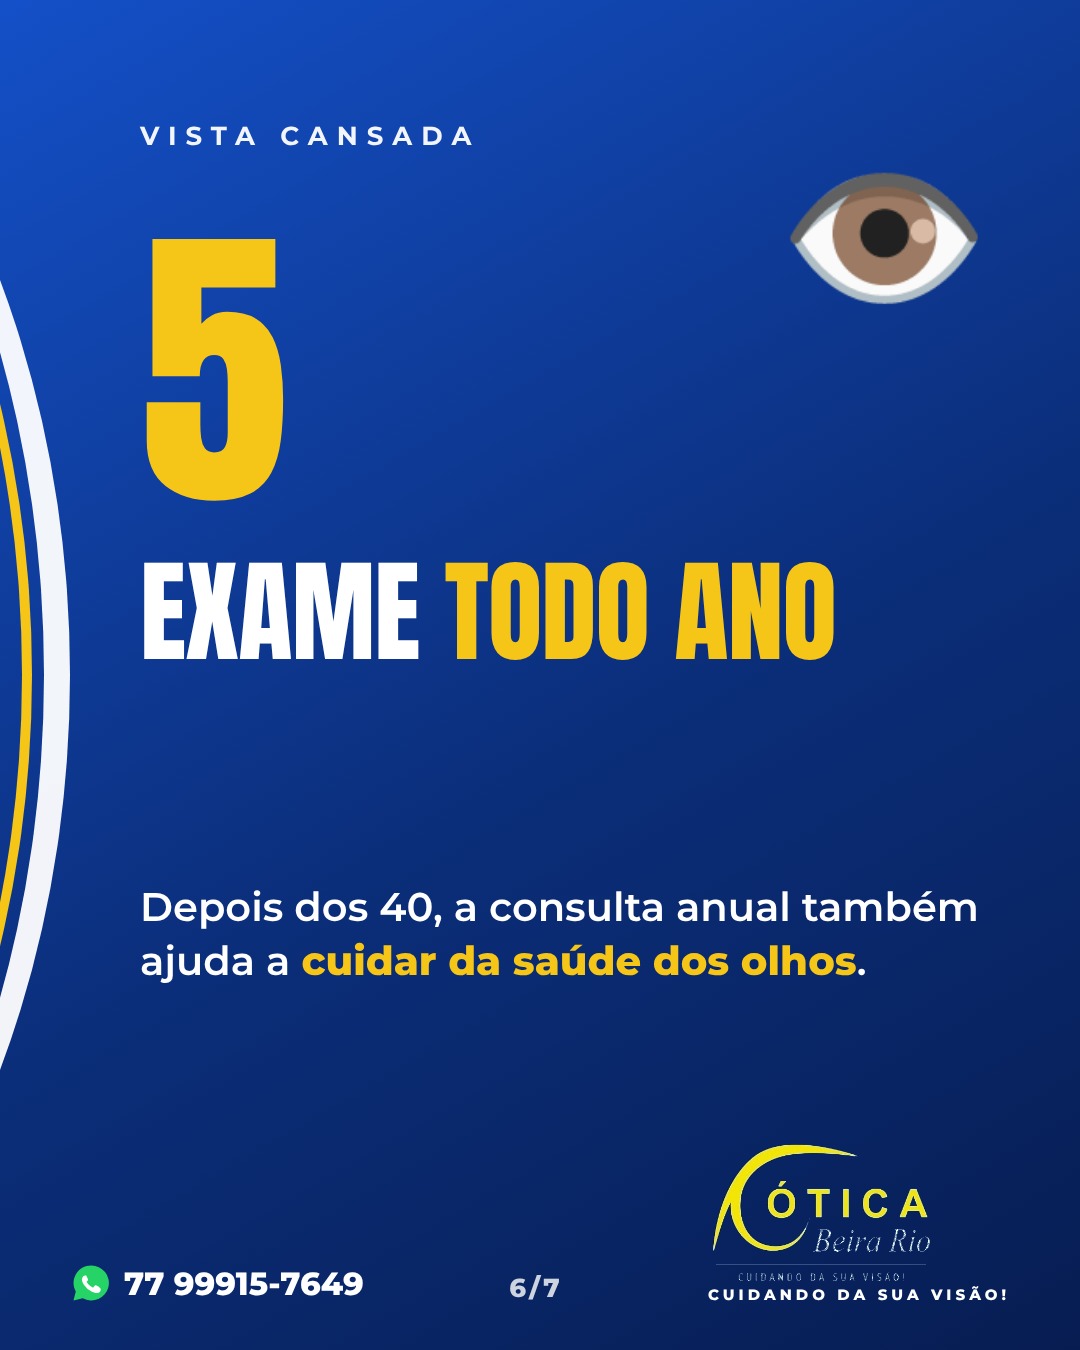 VISTA CANSADA
5
EXAME TODO ANO
Depois dos 40, a consulta anual também
ajuda a cuidar da saúde dos olhos.
ÓTICA
Beira Rio
CUIDANDO DA SUA VISÃO!
77 99915-7649
6/7
CUIDANDO DA SUA VISÃO!